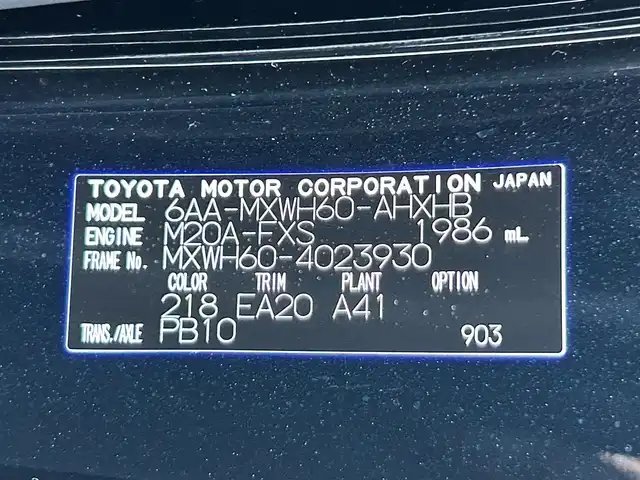 TOYOTA MOTOR CORPORATION JAPAN
MODEL 6AA-MXWH60-AHXHB
ENGINE M20A-FXS 1986 mL
FRAME No. MXWH60-4023930
COLOR TRIM PLANT OPTION
218 EA20 A41
TRANS./AXLE PB10 903